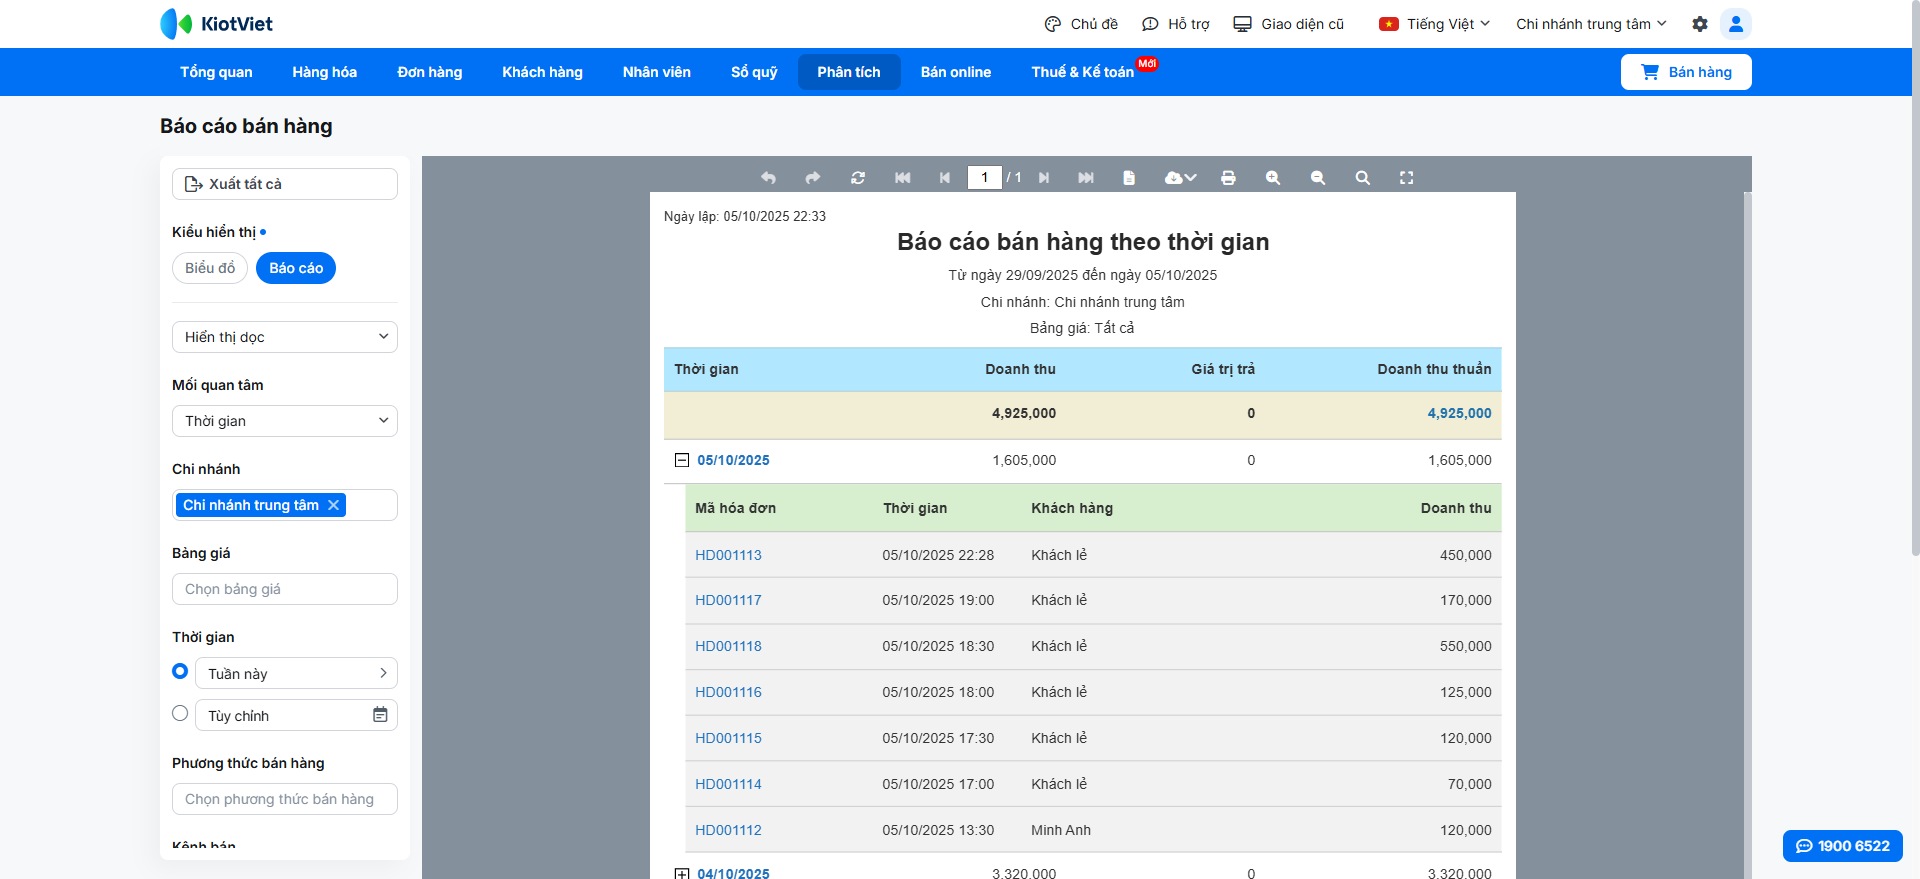 KiotViet
Chủ đề
Hỗ trợ
Giao diện cũ
Tiếng Việt
Chi nhánh trung tâm
Tổng quan
Hàng hóa
Đơn hàng
Khách hàng
Nhân viên
Sổ quỹ
Phân tích
Bán online
Thuế & Kế toán
Mới
Bán hàng
Báo cáo bán hàng
Xuất tất cả
Kiểu hiển thị
Biểu đồ
Báo cáo
Hiển thị dọc
Mối quan tâm
Thời gian
Chi nhánh
Chi nhánh trung tâm
Bảng giá
Chọn bảng giá
Thời gian
Tuần này
Tùy chỉnh
Phương thức bán hàng
Chọn phương thức bán hàng
Kênh bán
1 / 1
Ngày lập: 05/10/2025 22:33
Báo cáo bán hàng theo thời gian
Từ ngày 29/09/2025 đến ngày 05/10/2025
Chi nhánh: Chi nhánh trung tâm
Bảng giá: Tất cả
Thời gian Doanh thu Giá trị trả Doanh thu thuần
4,925,000 0 4,925,000
05/10/2025 1,605,000 0 1,605,000
Mã hóa đơn Thời gian Khách hàng Doanh thu
HD001113 05/10/2025 22:28 Khách lẻ 450,000
HD001117 05/10/2025 19:00 Khách lẻ 170,000
HD001118 05/10/2025 18:30 Khách lẻ 550,000
HD001116 05/10/2025 18:00 Khách lẻ 125,000
HD001115 05/10/2025 17:30 Khách lẻ 120,000
HD001114 05/10/2025 17:00 Khách lẻ 70,000
HD001112 05/10/2025 13:30 Minh Anh 120,000
04/10/2025 3,320,000 0 3,320,000
1900 6522